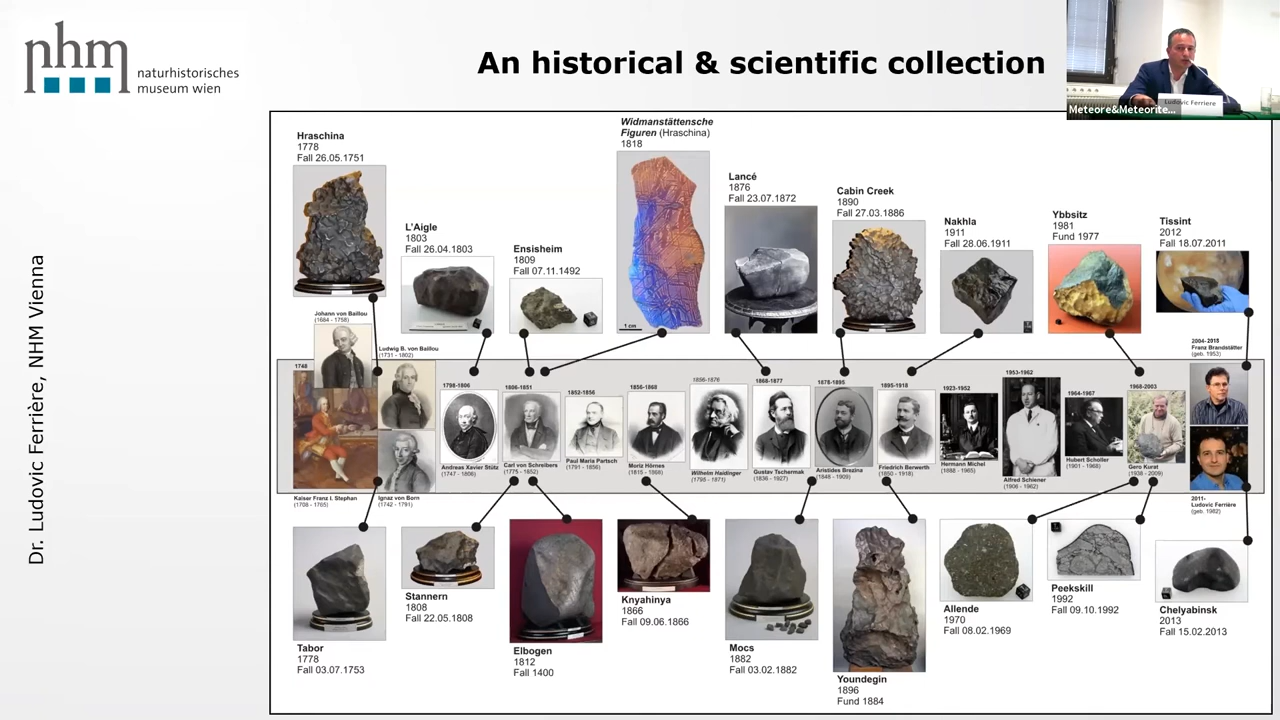 nhm
naturhistorisches
museum wien
An historical & scientific collection
Ludovic Ferriere
Meteore&Meteorite...
Dr. Ludovic Ferrière, NHM Vienna
Hraschina
1778
Fall 26.05.1751
L'Aigle
1803
Fall 26.04.1803
Ensisheim
1809
Fall 07.11.1492
Widmanstättensche
Figuren (Hraschina)
1818
1 cm
Lancé
1876
Fall 23.07.1872
Cabin Creek
1890
Fall 27.03.1886
Nakhla
1911
Fall 28.06.1911
Ybbsitz
1981
Fund 1977
Tissint
2012
Fall 18.07.2011
Johann von Baillou
(1684 - 1758)
Ludwig B. von Baillou
(1731 - 1802)
1748
Kaiser Franz I. Stephan
(1708 - 1765)
Ignaz von Born
(1742 - 1791)
1798-1806
Andreas Xavier Stütz
(1747 - 1806)
1806-1851
Carl von Schreibers
(1775 - 1852)
1852-1856
Paul Maria Partsch
(1791 - 1856)
1856-1868
Moriz Hörnes
(1815 - 1868)
1856-1876
Wilhelm Haidinger
(1795 - 1871)
1868-1877
Gustav Tschermak
(1836 - 1927)
1878-1895
Aristides Brezina
(1848 - 1909)
1895-1918
Friedrich Berwerth
(1850 - 1918)
1923-1952
Hermann Michel
(1888 - 1965)
1953-1962
Alfred Schiener
(1906 - 1962)
1964-1967
Hubert Scholler
(1901 - 1968)
1968-2003
Gero Kurat
(1938 - 2009)
2004-2018
Franz Brandstätter
(geb. 1953)
2011-
Ludovic Ferrière
(geb. 1982)
Tabor
1778
Fall 03.07.1753
Stannern
1808
Fall 22.05.1808
Elbogen
1812
Fall 1400
Knyahinya
1866
Fall 09.06.1866
Mocs
1882
Fall 03.02.1882
Youndegin
1896
Fund 1884
Allende
1970
Fall 08.02.1969
Peekskill
1992
Fall 09.10.1992
Chelyabinsk
2013
Fall 15.02.2013